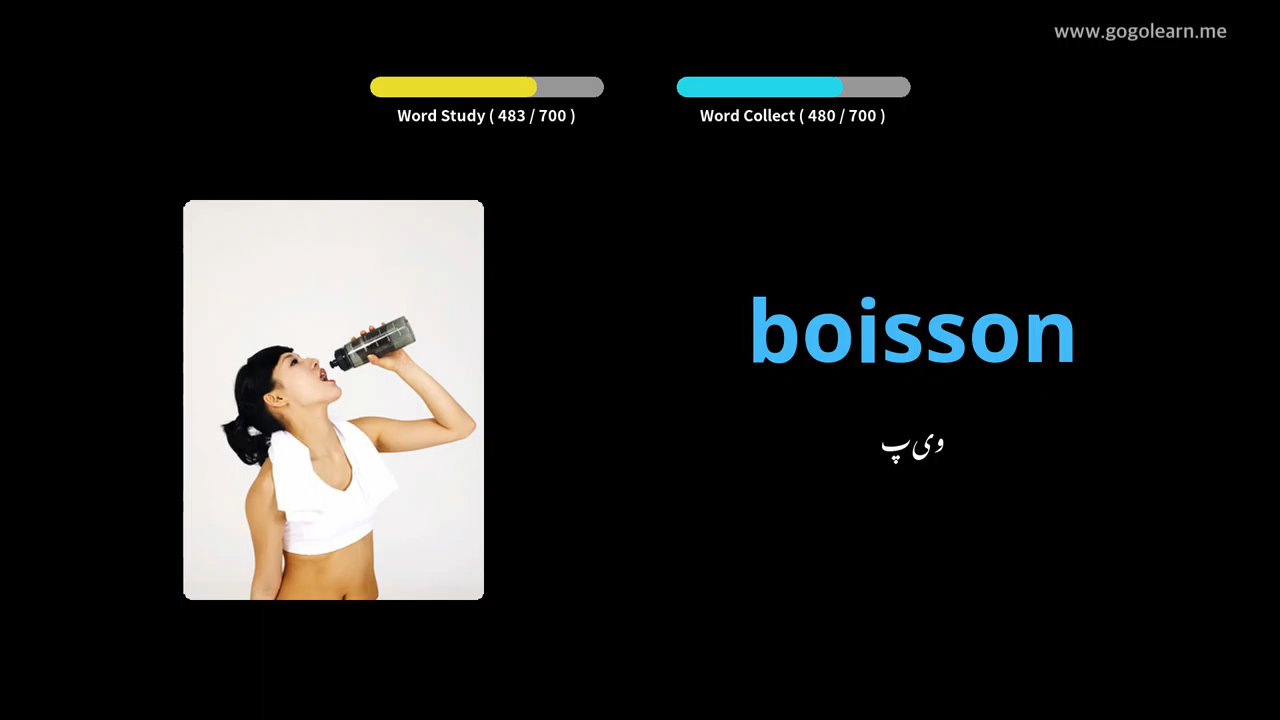 www.gogolearn.me
Word Study ( 483 / 700 )
Word Collect ( 480 / 700 )
boisson
وی پ